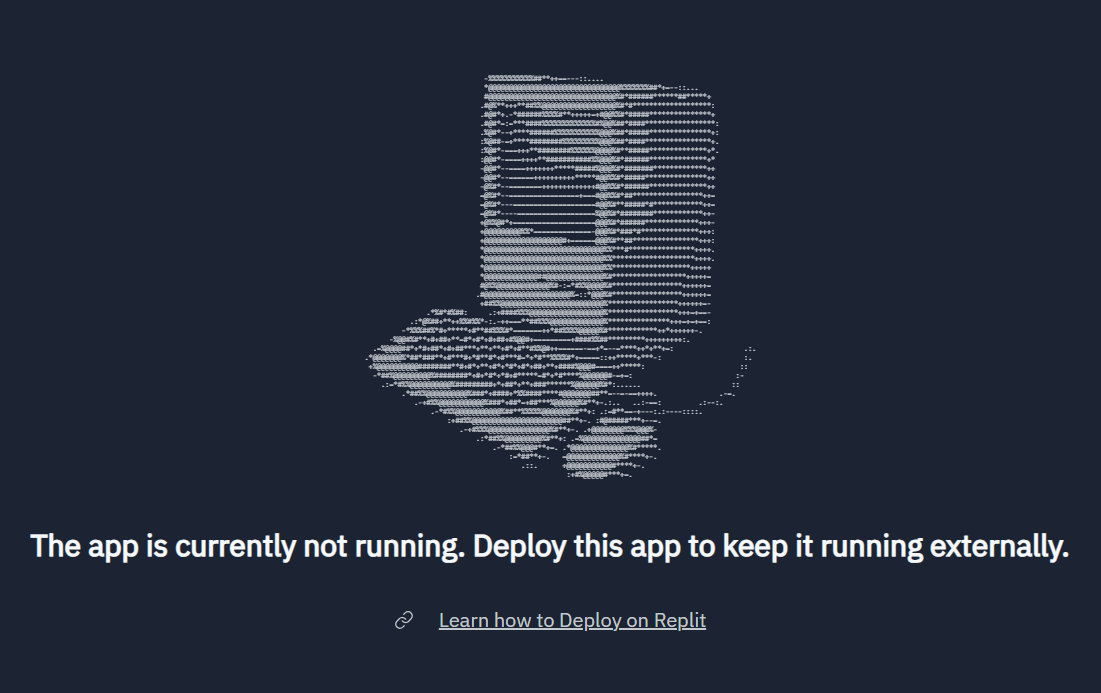 The app is currently not running. Deploy this app to keep it running externally.
Learn how to Deploy on Replit